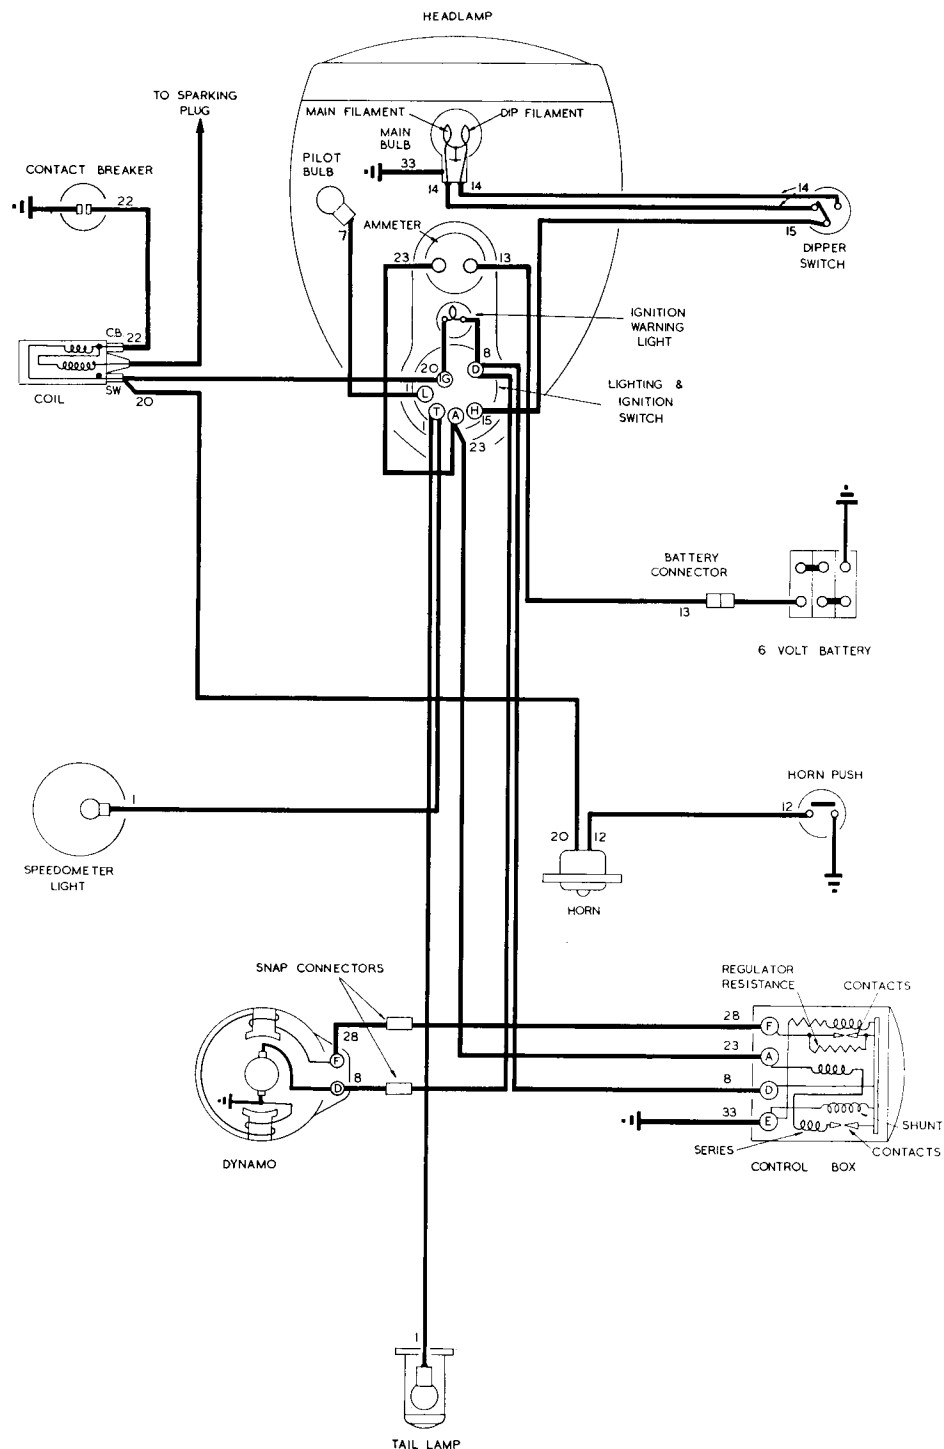 HEADLAMP
TO SPARKING
PLUG
MAIN FILAMENT
DIP FILAMENT
MAIN
BULB
CONTACT BREAKER
PILOT
BULB
33
14
14
14
22
7
AMMETER
15
DIPPER
SWITCH
23
13
IGNITION
WARNING
LIGHT
C.B.
22
8
20
IG
D
COIL
SW
20
L
LIGHTING &
IGNITION
SWITCH
1
T
A
H
15
23
BATTERY
CONNECTOR
13
6 VOLT BATTERY
HORN PUSH
1
12
SPEEDOMETER
LIGHT
20
12
HORN
SNAP CONNECTORS
REGULATOR
RESISTANCE
CONTACTS
28
F
28
F
23
A
D
8
8
D
33
E
SHUNT
SERIES
CONTACTS
DYNAMO
CONTROL BOX
1
TAIL LAMP